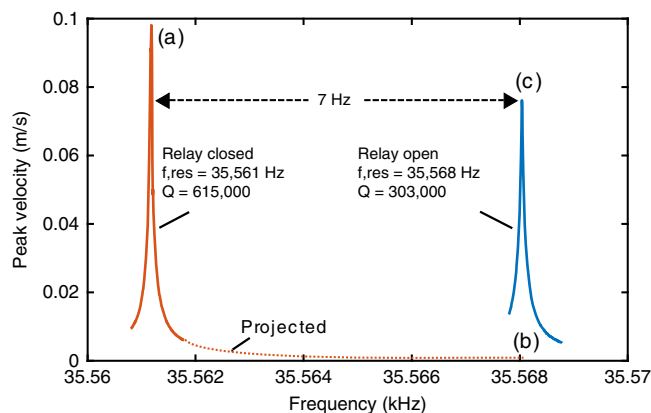 0.1
0.08
0.06
0.04
0.02
0
Peak velocity (m/s)
(a)
(c)
7 Hz
Relay closed
f,res = 35,561 Hz
Q = 615,000
Relay open
f,res = 35,568 Hz
Q = 303,000
Projected
(b)
35.56
35.562
35.564
35.566
35.568
35.57
Frequency (kHz)